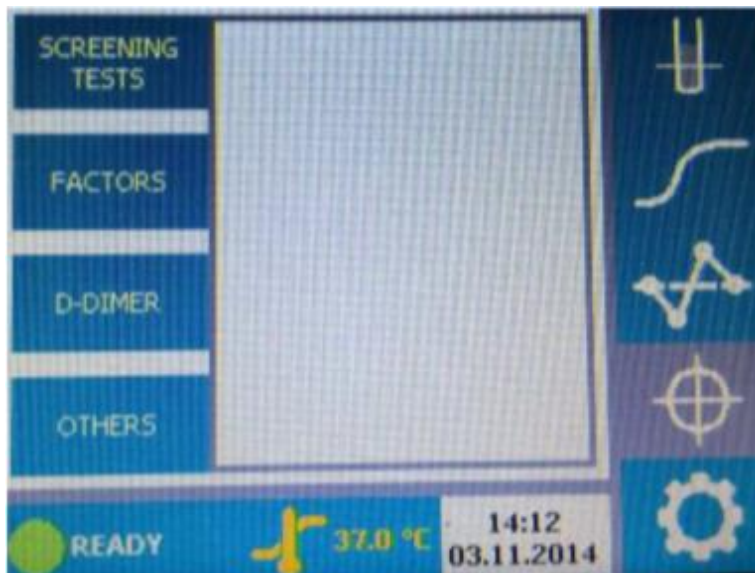 SCREENING
TESTS
FACTORS
D-DIMER
OTHERS
READY
37.0 °C
14:12
03.11.2014